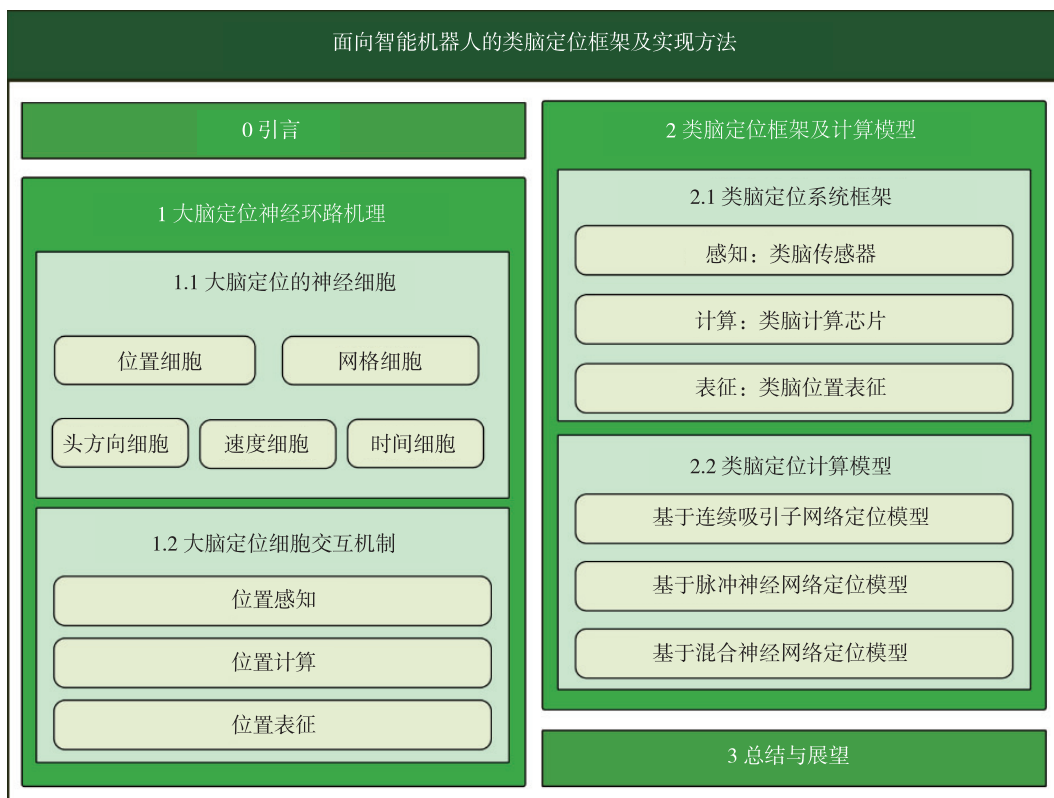 面向智能机器人的类脑定位框架及实现方法
0 引言
1 大脑定位神经环路机理
1.1 大脑定位的神经细胞
位置细胞
网格细胞
头方向细胞
速度细胞
时间细胞
1.2 大脑定位细胞交互机制
位置感知
位置计算
位置表征
2 类脑定位框架及计算模型
2.1 类脑定位系统框架
感知：类脑传感器
计算：类脑计算芯片
表征：类脑位置表征
2.2 类脑定位计算模型
基于连续吸引子网络定位模型
基于脉冲神经网络定位模型
基于混合神经网络定位模型
3 总结与展望